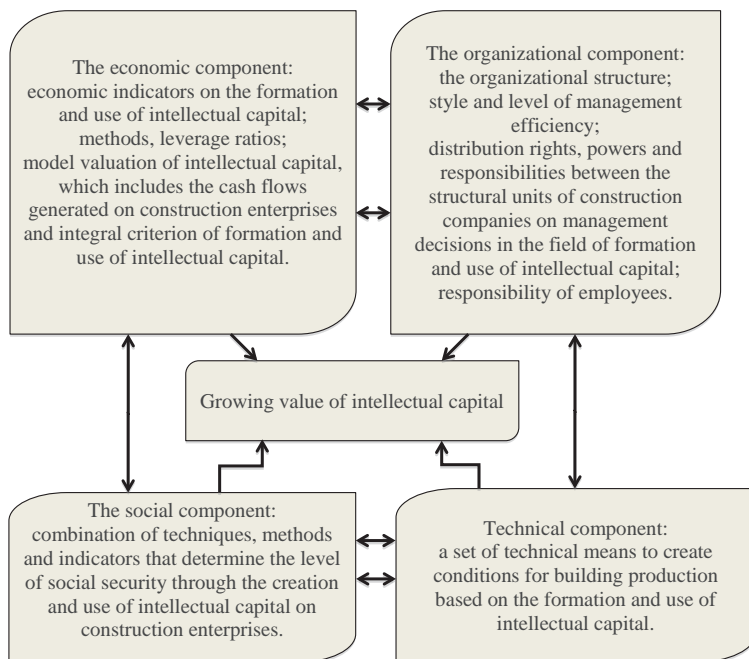 The economic component:
economic indicators on the formation
and use of intellectual capital;
methods, leverage ratios;
model valuation of intellectual capital,
which includes the cash flows
generated on construction enterprises
and integral criterion of formation and
use of intellectual capital.
The organizational component:
the organizational structure;
style and level of management
efficiency;
distribution rights, powers and
responsibilities between the
structural units of construction
companies on management
decisions in the field of formation
and use of intellectual capital;
responsibility of employees.
Growing value of intellectual capital
The social component:
combination of techniques, methods
and indicators that determine the level
of social security through the creation
and use of intellectual capital on
construction enterprises.
Technical component:
a set of technical means to create
conditions for building production
based on the formation and use of
intellectual capital.